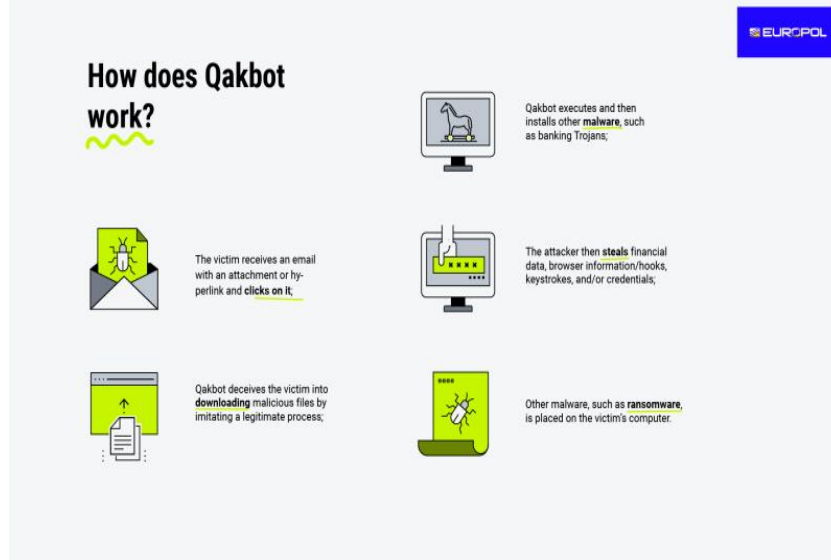 EUROPOL
How does Qakbot
work?
The victim receives an email
with an attachment or hy-
perlink and clicks on it;
Qakbot deceives the victim into
downloading malicious files by
imitating a legitimate process;
Qakbot executes and then
installs other malware, such
as banking Trojans;
The attacker then steals financial
data, browser information/hooks,
keystrokes, and/or credentials;
Other malware, such as ransomware,
is placed on the victim's computer.